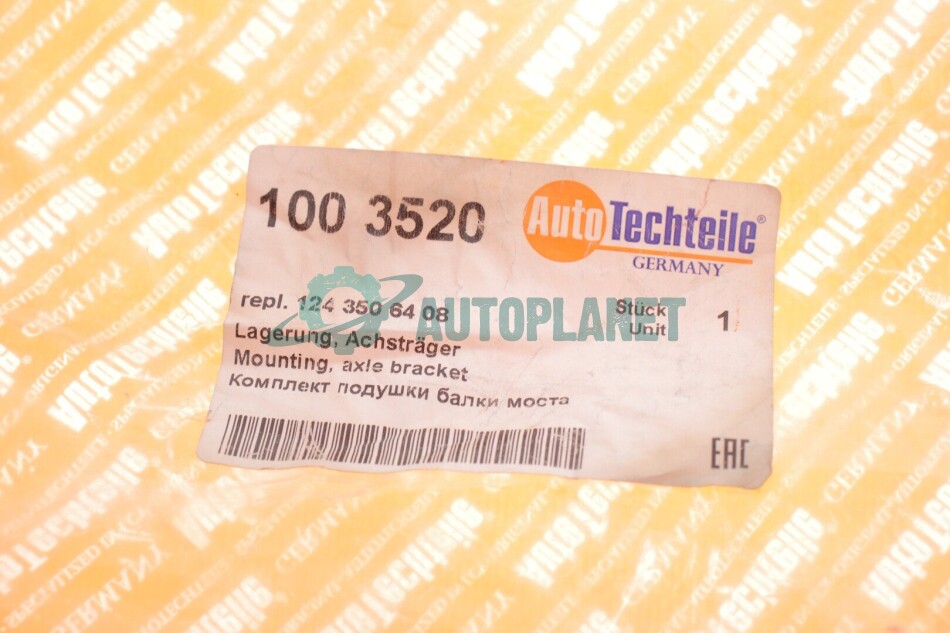 100 3520
AutoTechteile®
GERMANY
repl. 124 350 64 08
Stück
Unit
1
Lagerung, Achsträger
Mounting, axle bracket
Комплект подушки балки моста
EAC
AUTOPLANET